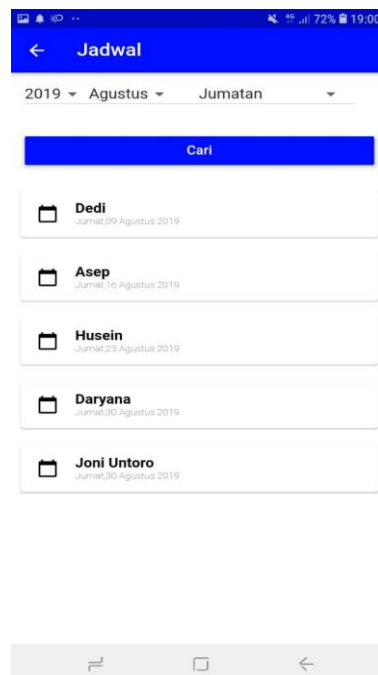 72% 19:00
Jadwal
2019 Agustus Jumatan
Cari
Dedi
Jumat,09 Agustus 2019
Asep
Jumat,16 Agustus 2019
Husein
Jumat,23 Agustus 2019
Daryana
Jumat,30 Agustus 2019
Joni Untoro
Jumat,30 Agustus 2019